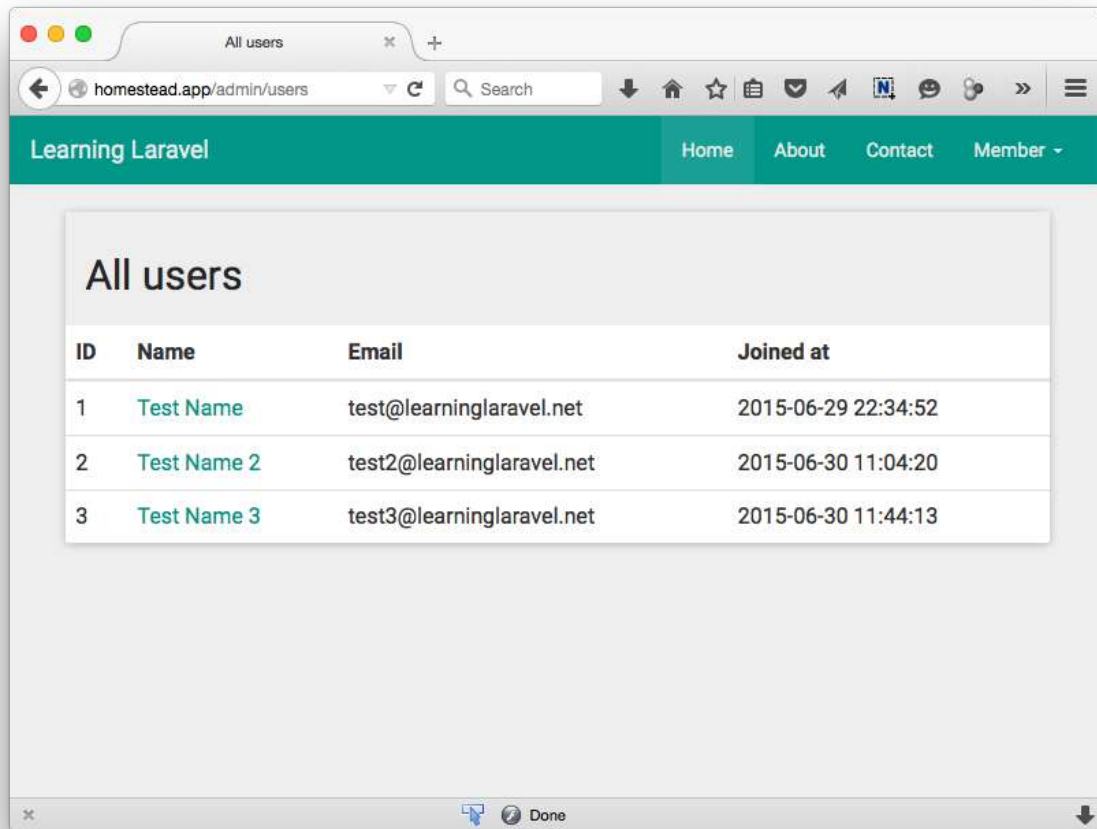 All users
homestead.app/admin/users
Search
N
Learning Laravel Home About Contact Member
All users
ID Name Email Joined at
1 Test Name test@learninglaravel.net 2015-06-29 22:34:52
2 Test Name 2 test2@learninglaravel.net 2015-06-30 11:04:20
3 Test Name 3 test3@learninglaravel.net 2015-06-30 11:44:13
Done